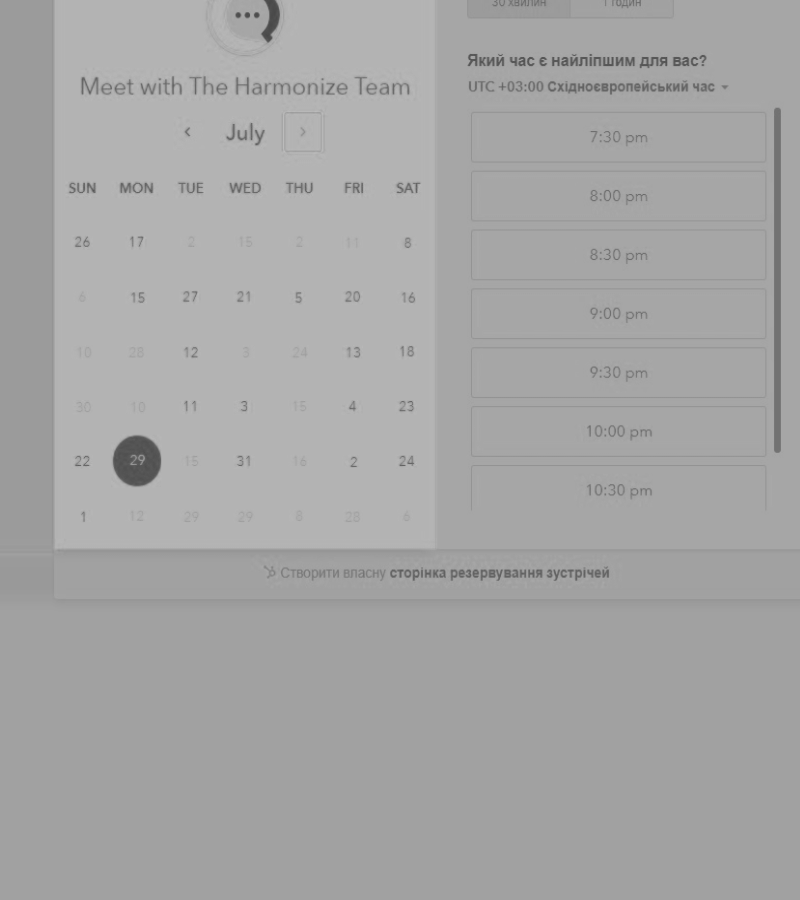 30 хвилин 1 годин
Meet with The Harmonize Team
July
SUN MON TUE WED THU FRI SAT
26 17 2 15 2 11 8
6 15 27 21 5 20 16
10 28 12 3 24 13 18
30 10 11 3 15 4 23
22 29 15 31 16 2 24
1 12 29 29 8 28 6
Який час є найліпшим для вас?
UTC +03:00 Східноєвропейський час
7:30 pm
8:00 pm
8:30 pm
9:00 pm
9:30 pm
10:00 pm
10:30 pm
Створити власну сторінка резервування зустрічей